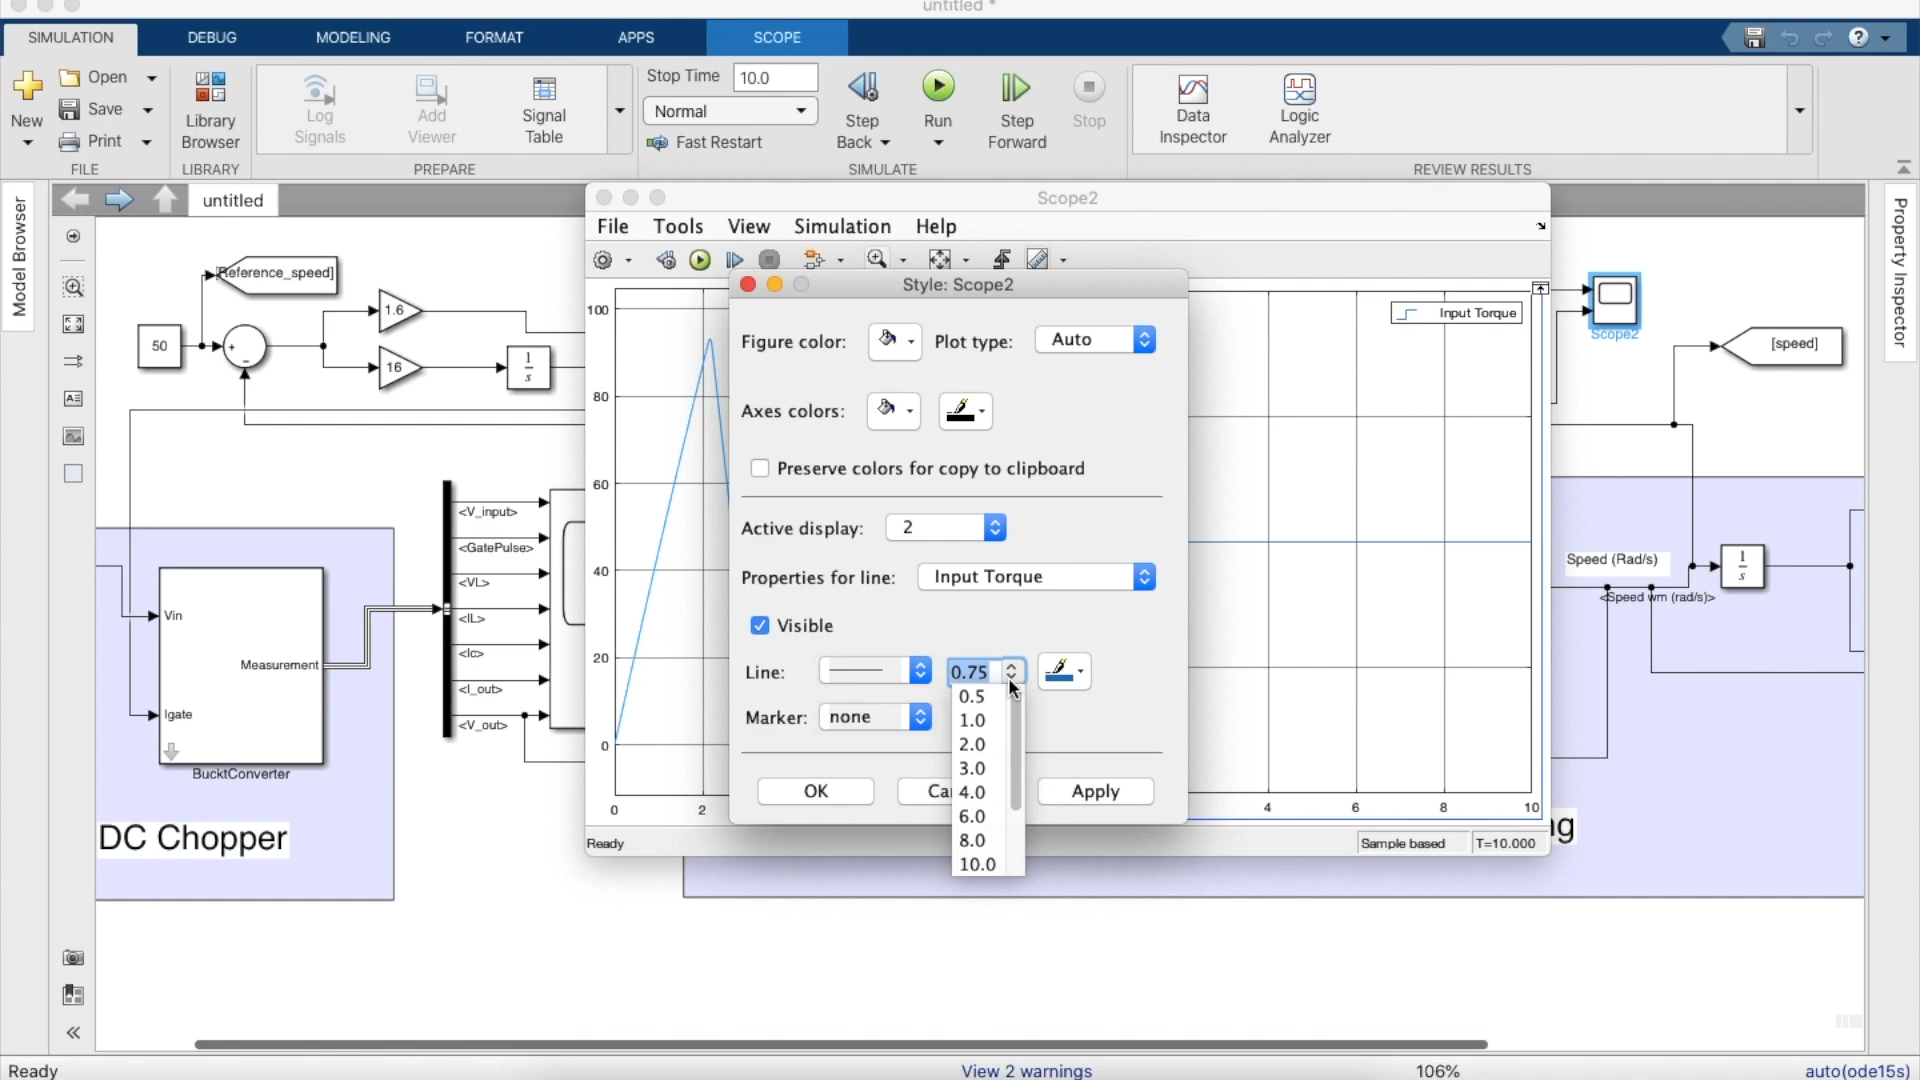 untitled *
SIMULATION
DEBUG
MODELING
FORMAT
APPS
SCOPE
New
Open
Save
Print
FILE
Library
Browser
LIBRARY
Log
Signals
Add
Viewer
Signal
Table
PREPARE
Stop Time 10.0
Normal
Fast Restart
Step
Back
Run
Step
Forward
Stop
SIMULATE
Data
Inspector
Logic
Analyzer
REVIEW RESULTS
Model Browser
Property Inspector
untitled
Scope2
File Tools View Simulation Help
Style: Scope2
Figure color:
Plot type: Auto
Axes colors:
Preserve colors for copy to clipboard
Active display: 2
Properties for line: Input Torque
Visible
Line:
0.75
0.5
1.0
2.0
3.0
4.0
6.0
8.0
10.0
Marker: none
OK
Ca
Apply
Input Torque
100
80
60
40
20
0
0
2
4
6
8
10
Ready
Sample based
T=10.000
[Reference_speed]
50
+
-
1.6
16
1
s
<V_input>
<GatePulse>
<VL>
<IL>
<Ic>
<I_out>
<V_out>
Vin
Measurement
Igate
BucktConverter
DC Chopper
Scope2
[speed]
Speed (Rad/s)
<Speed wm (rad/s)>
1
s
ng
Ready
View 2 warnings
106%
auto(ode15s)